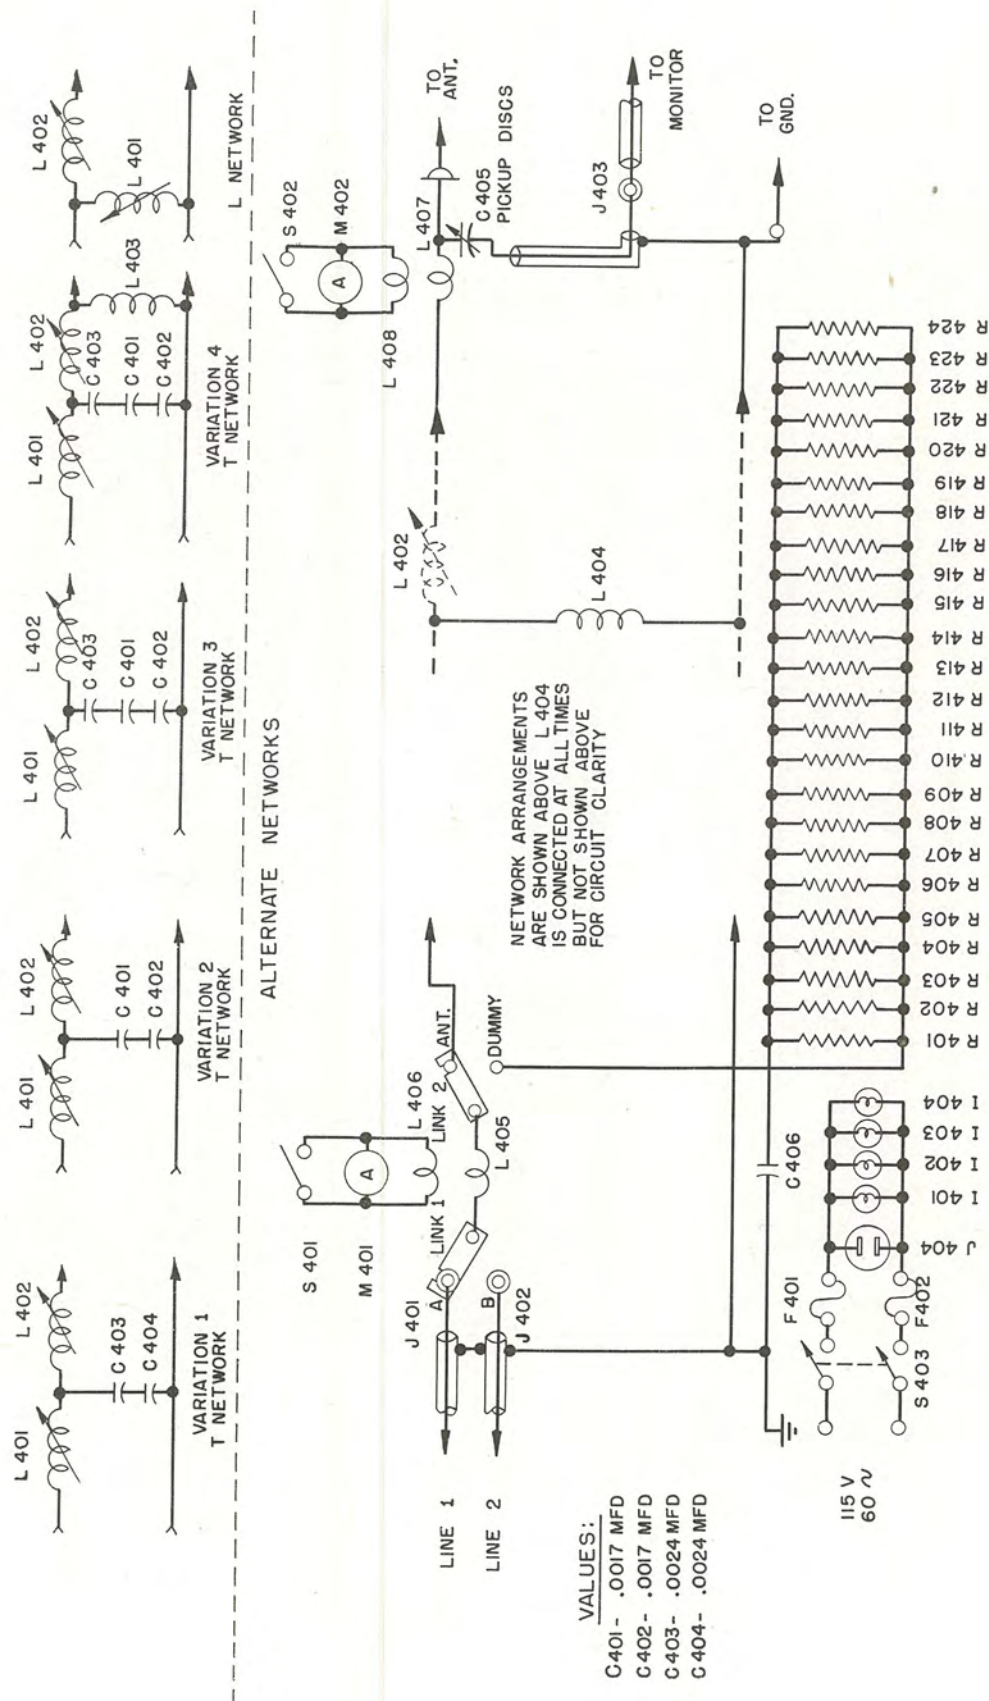 L 401
L 402
C 403
C 404
VARIATION 1
T NETWORK
L 401
L 402
C 401
C 402
VARIATION 2
T NETWORK
L 401
L 402
C 403
C 401
C 402
VARIATION 3
T NETWORK
L 401
L 402
L 403
C 403
C 401
C 402
VARIATION 4
T NETWORK
L 402
L 401
L NETWORK
ALTERNATE NETWORKS
S 401
M 401
A
L 406
J 401
LINK 1
LINK 2
ANT.
A
B
J 402
L 405
DUMMY
LINE 1
LINE 2
NETWORK ARRANGEMENTS
ARE SHOWN ABOVE L 404
IS CONNECTED AT ALL TIMES
BUT NOT SHOWN ABOVE
FOR CIRCUIT CLARITY
L 402
L 404
S 402
M 402
A
L 408
L 407
TO
ANT.
C 405
PICKUP DISCS
J 403
TO
MONITOR
TO
GND.
VALUES:
C401- .0017 MFD
C402- .0017 MFD
C403- .0024 MFD
C404- .0024 MFD
115 V
60 ~
S 403
F 401
F 402
C 406
J 404
I 401
I 402
I 403
I 404
R 401
R 402
R 403
R 404
R 405
R 406
R 407
R 408
R 409
R 410
R 411
R 412
R 413
R 414
R 415
R 416
R 417
R 418
R 419
R 420
R 421
R 422
R 423
R 424